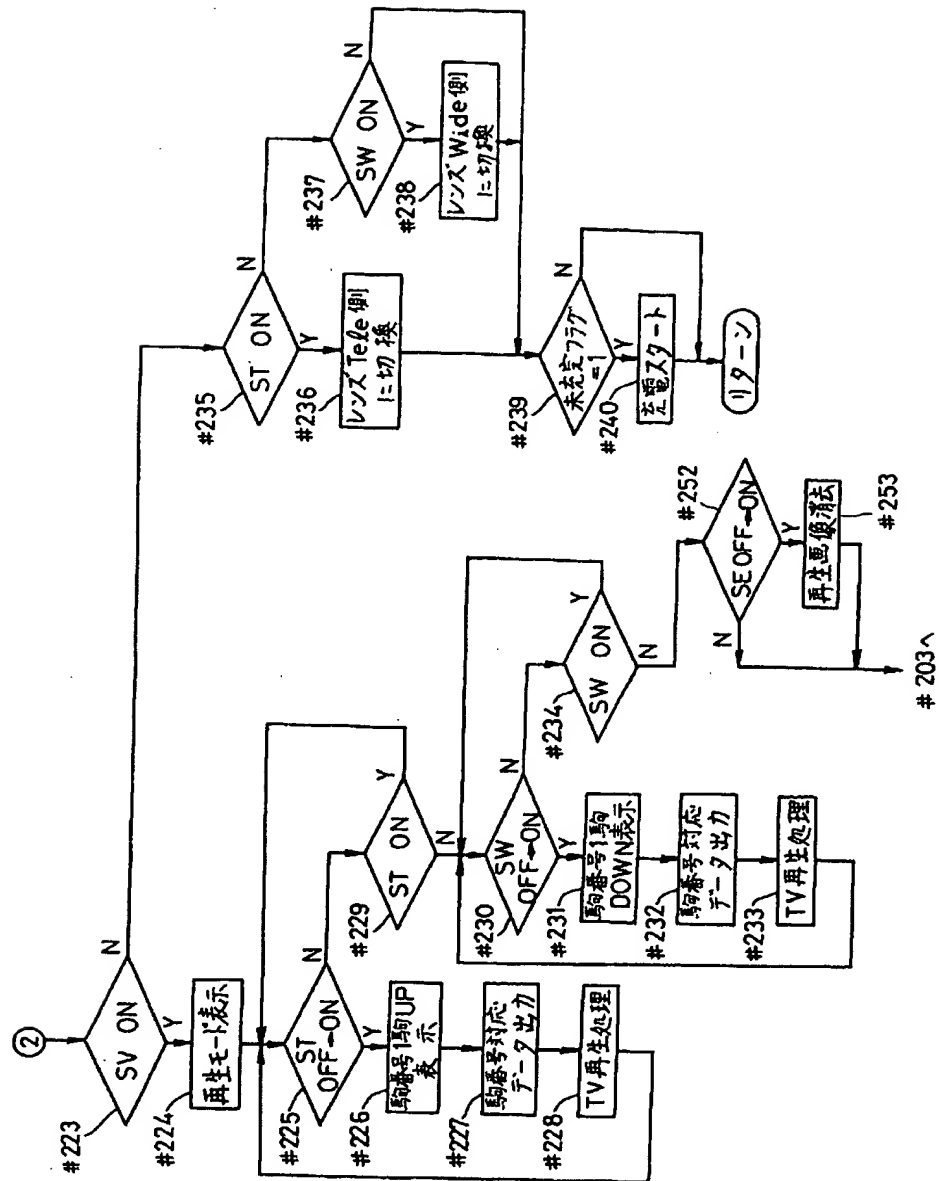 ②
#223
SV ON
N
Y
#224
再生モード表示
#225
ST
OFF→ON
N
Y
#226
駒番号1駒UP
表示
#227
駒番号対応
データ出力
#228
TV再生処理
#229
ST ON
Y
N
#230
SW
OFF→ON
N
Y
#231
駒番号1駒
DOWN表示
#232
駒番号対応
データ出力
#233
TV再生処理
#234
SW ON
Y
N
#252
SE OFF→ON
N
Y
再生画像消去
#253
#203へ
#235
ST ON
N
Y
#236
レンズTele側
に切換
#237
SW ON
N
Y
#238
レンズWide側
に切換
#239
未充完フラグ
=1
N
Y
#240
充電スタート
リターン